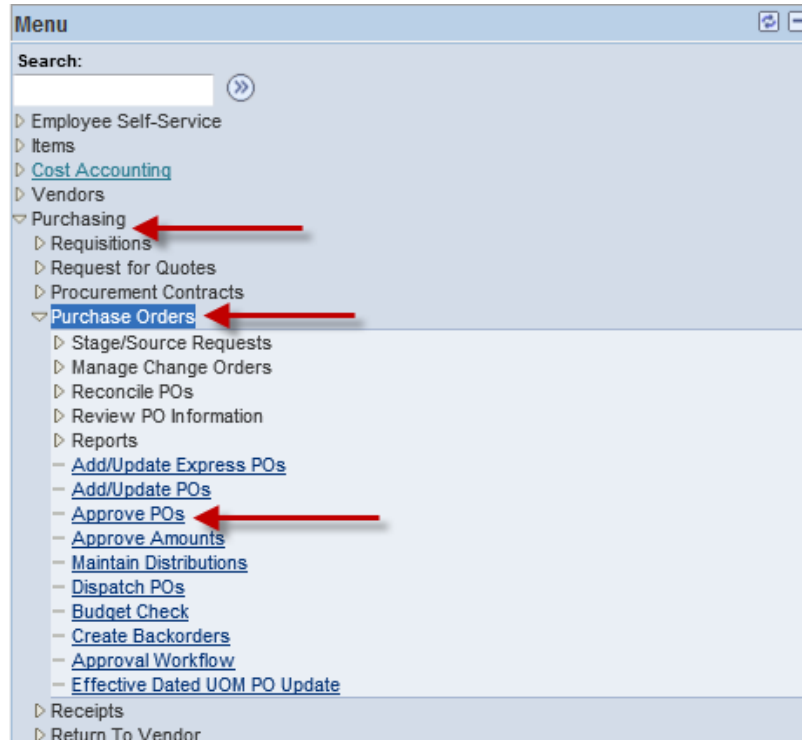 Menu
Search:
Employee Self-Service
Items
Cost Accounting
Vendors
Purchasing
Requisitions
Request for Quotes
Procurement Contracts
Purchase Orders
Stage/Source Requests
Manage Change Orders
Reconcile POs
Review PO Information
Reports
Add/Update Express POs
Add/Update POs
Approve POs
Approve Amounts
Maintain Distributions
Dispatch POs
Budget Check
Create Backorders
Approval Workflow
Effective Dated UOM PO Update
Receipts
Return To Vendor